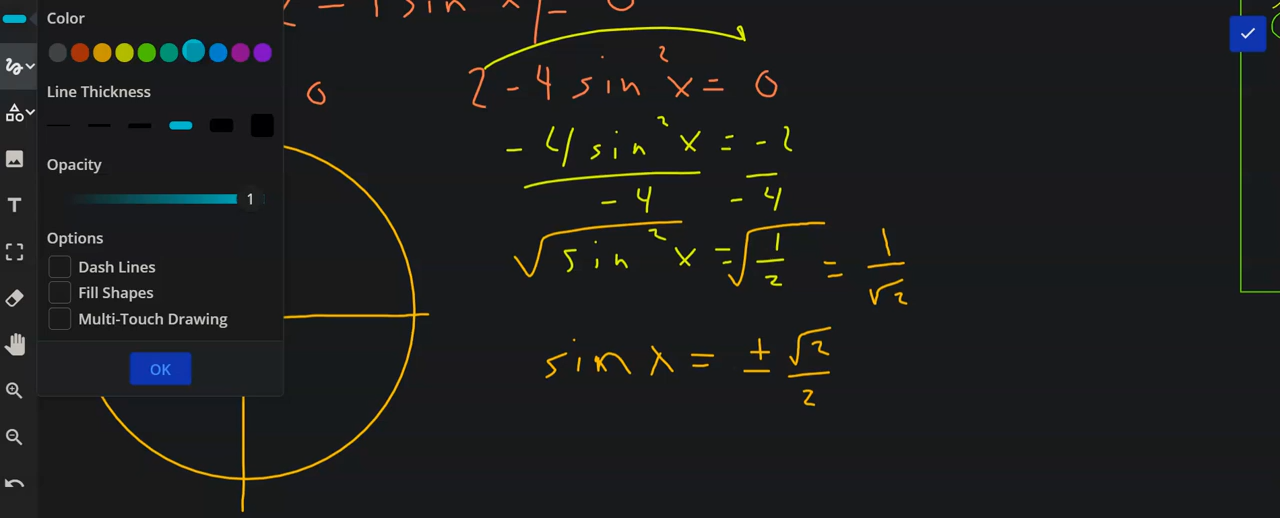 Color
Line Thickness
Opacity
1
Options
Dash Lines
Fill Shapes
Multi-Touch Drawing
OK
0
2 - 4 sin² x = 0
- 4 sin² x = - 2
- 4 - 4
√sin² x = √1/2 = 1/√2
sin x = ± √2/2